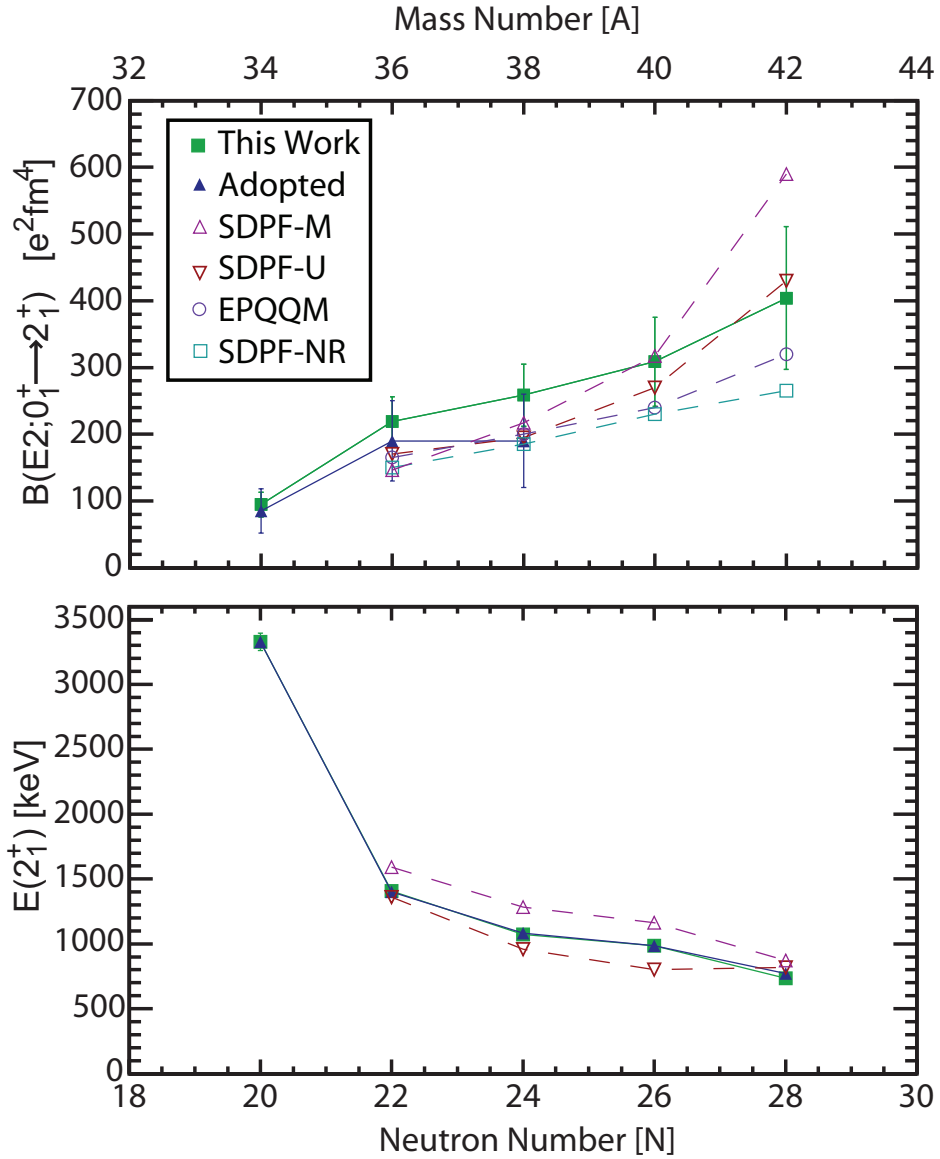 Mass Number [A]
32 34 36 38 40 42 44
B(E2;0₁⁺⟶2₁⁺) [e²fm⁴]
700
600
500
400
300
200
100
0
This Work
Adopted
SDPF-M
SDPF-U
EPQQM
SDPF-NR
E(2₁⁺) [keV]
3500
3000
2500
2000
1500
1000
500
0
18 20 22 24 26 28 30
Neutron Number [N]